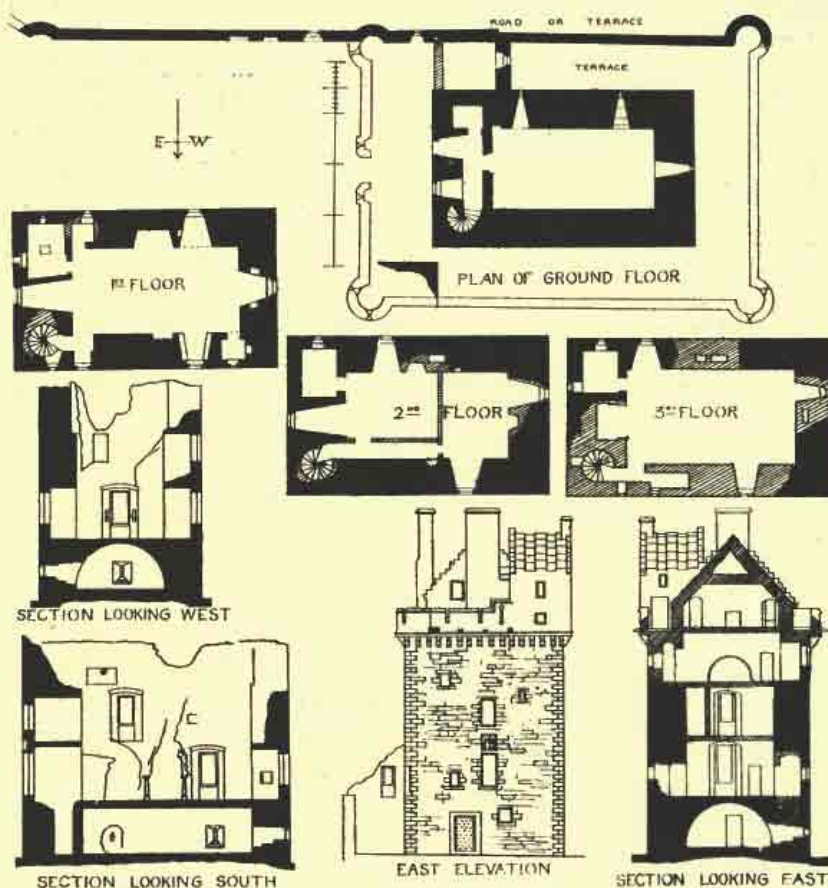 ROAD OR TERRACE
TERRACE
E W
PLAN OF GROUND FLOOR
1ST FLOOR
2ND FLOOR
3RD FLOOR
SECTION LOOKING WEST
SECTION LOOKING SOUTH
EAST ELEVATION
SECTION LOOKING EAST